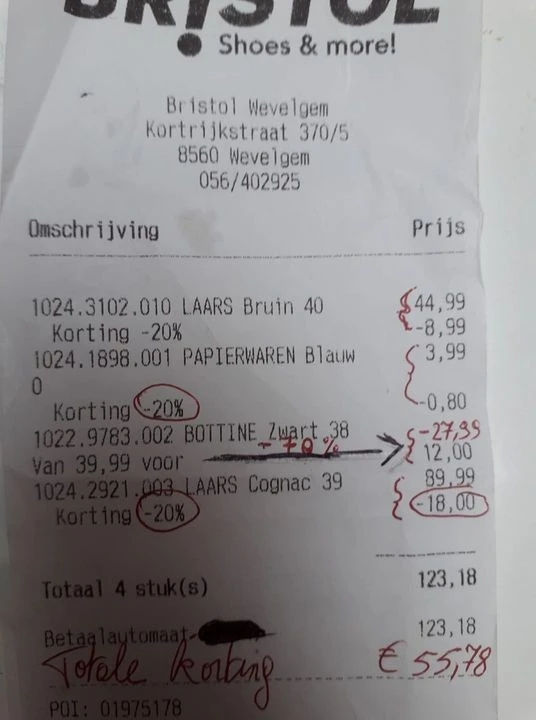 BRISTOL
Shoes & more!
Bristol Wevelgem
Kortrijkstraat 370/5
8560 Wevelgem
056/402925
Omschrijving Prijs
1024.3102.010 LAARS Bruin 40 44,99
Korting -20% -8,99
1024.1898.001 PAPIERWAREN Blauw 3,99
0
Korting -20% -0,80
1022.9783.002 BOTTINE Zwart 38 -27,99
-70%
Van 39,99 voor 12,00
1024.2921.003 LAARS Cognac 39 89,99
Korting -20% -18,00
Totaal 4 stuk(s) 123,18
Betaalautomaat 123,18
Totale korting € 55,78
POI: 01975178